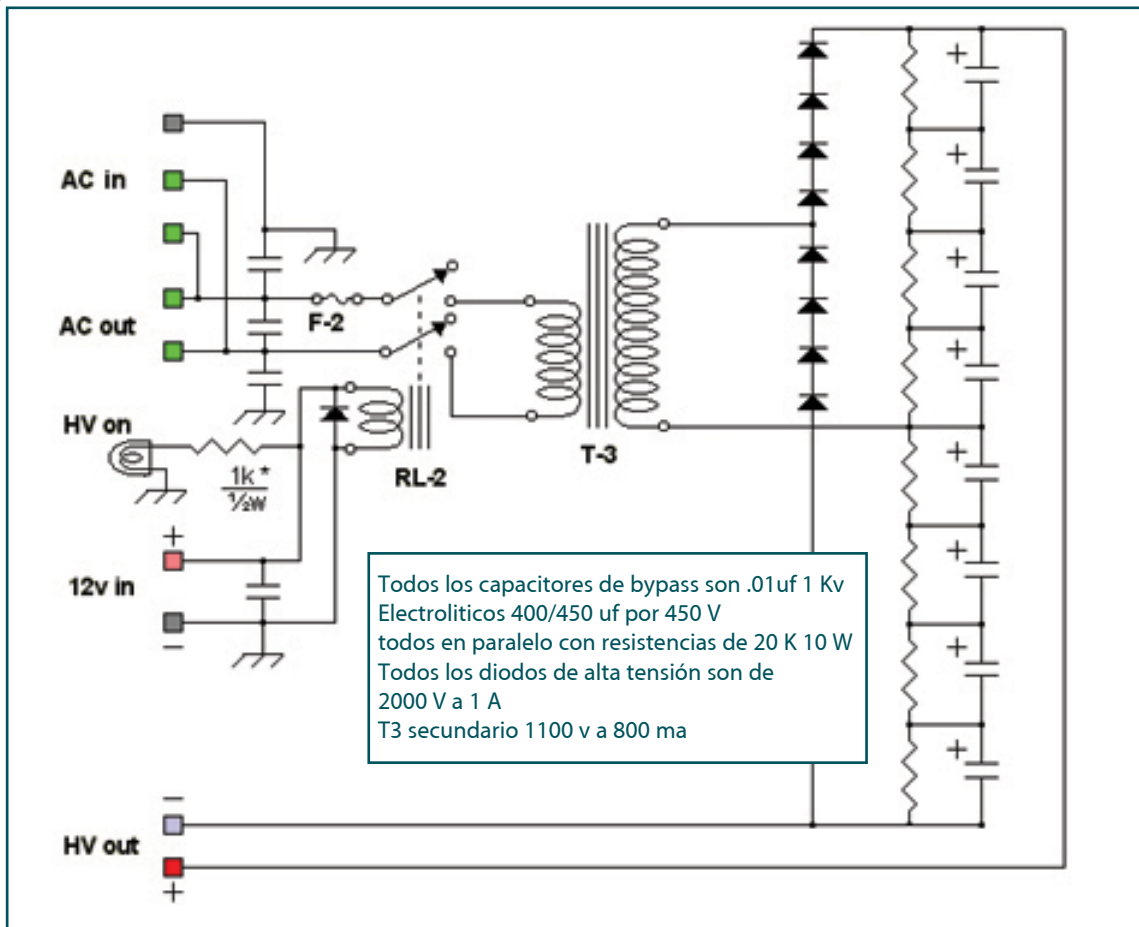 AC in
AC out
F-2
HV on
1k *
½w
RL-2
T-3
+
12v in
−
Todos los capacitores de bypass son .01uf 1 Kv
Electroliticos 400/450 uf por 450 V
todos en paralelo con resistencias de 20 K 10 W
Todos los diodos de alta tensión son de
2000 V a 1 A
T3 secundario 1100 v a 800 ma
−
HV out
+
+
+
+
+
+
+
+
+